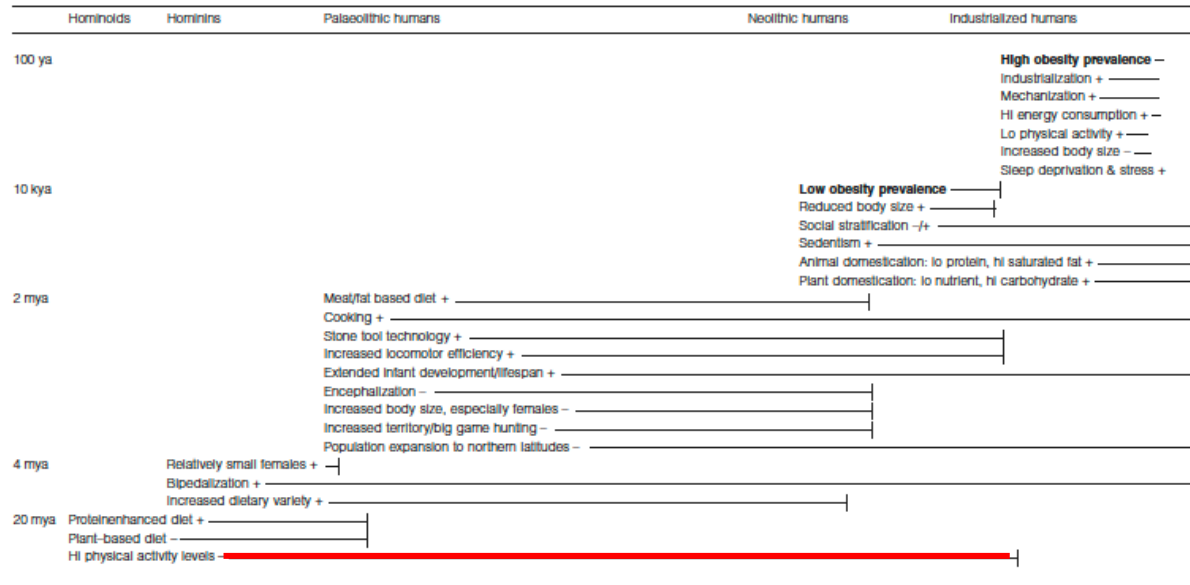 Hominoids Hominins Palaeolithic humans Neolithic humans Industrialized humans
100 ya High obesity prevalence –
Industrialization +
Mechanization +
Hi energy consumption +
Lo physical activity +
Increased body size –
Sleep deprivation & stress +
10 kya Low obesity prevalence
Reduced body size +
Social stratification –/+
Sedentism +
Animal domestication: lo protein, hi saturated fat +
Plant domestication: lo nutrient, hi carbohydrate +
2 mya Meat/fat based diet +
Cooking +
Stone tool technology +
Increased locomotor efficiency +
Extended infant development/lifespan +
Encephalization –
Increased body size, especially females –
Increased territory/big game hunting –
Population expansion to northern latitudes –
4 mya Relatively small females +
Bipedalization +
Increased dietary variety +
20 mya Proteinenhanced diet +
Plant–based diet –
Hi physical activity levels –